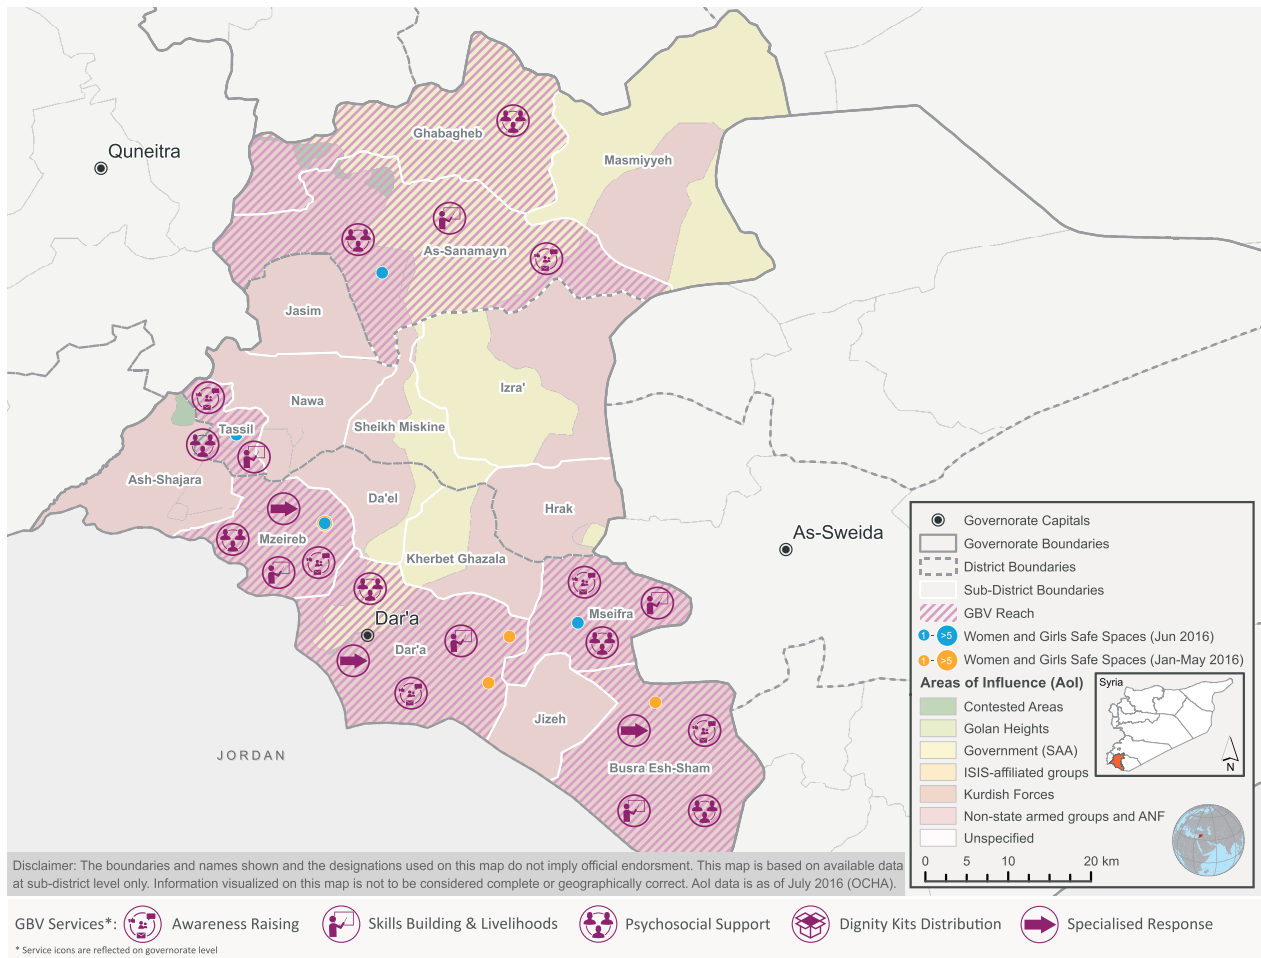 Ghabagheb
Masmiyyeh
Quneitra
As-Sanamayn
Jasim
Izra'
Nawa
Sheikh Miskine
Tassil
Ash-Shajara
Da'el
Hrak
Mzeireb
Kherbet Ghazala
As-Sweida
Mseifra
Dar'a
Dar'a
Jizeh
Busra Esh-Sham
JORDAN
Governorate Capitals
Governorate Boundaries
District Boundaries
Sub-District Boundaries
GBV Reach
1 - >5 Women and Girls Safe Spaces (Jun 2016)
1 - >5 Women and Girls Safe Spaces (Jan-May 2016)
Areas of Influence (AoI)
Contested Areas
Golan Heights
Government (SAA)
ISIS-affiliated groups
Kurdish Forces
Non-state armed groups and ANF
Unspecified
Syria
N
0 5 10 20 km
Disclaimer: The boundaries and names shown and the designations used on this map do not imply official endorsment. This map is based on available data
at sub-district level only. Information visualized on this map is not to be considered complete or geographically correct. AoI data is as of July 2016 (OCHA).
GBV Services*: Awareness Raising Skills Building & Livelihoods Psychosocial Support Dignity Kits Distribution Specialised Response
* Service icons are reflected on governorate level